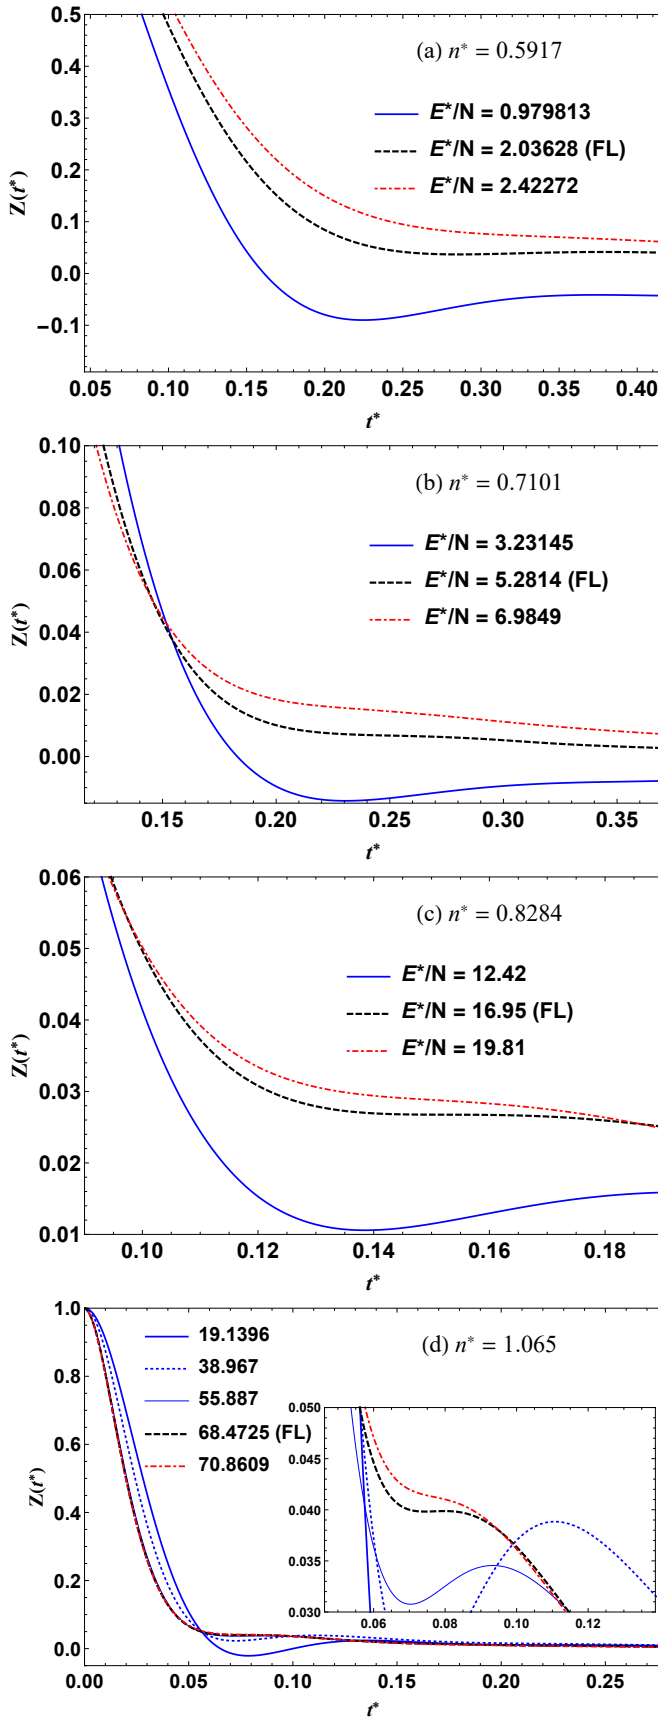 (a) n* = 0.5917
0.5
0.4
0.3
0.2
0.1
0.0
−0.1
Z(t*)
E*/N = 0.979813
E*/N = 2.03628 (FL)
E*/N = 2.42272
0.05 0.10 0.15 0.20 0.25 0.30 0.35 0.40
t*
(b) n* = 0.7101
0.10
0.08
0.06
0.04
0.02
0.00
Z(t*)
E*/N = 3.23145
E*/N = 5.2814 (FL)
E*/N = 6.9849
0.15 0.20 0.25 0.30 0.35
t*
(c) n* = 0.8284
0.06
0.05
0.04
0.03
0.02
0.01
Z(t*)
E*/N = 12.42
E*/N = 16.95 (FL)
E*/N = 19.81
0.10 0.12 0.14 0.16 0.18
t*
(d) n* = 1.065
1.0
0.8
0.6
0.4
0.2
0.0
Z(t*)
19.1396
38.967
55.887
68.4725 (FL)
70.8609
0.050
0.045
0.040
0.035
0.030
0.06 0.08 0.10 0.12
0.00 0.05 0.10 0.15 0.20 0.25
t*